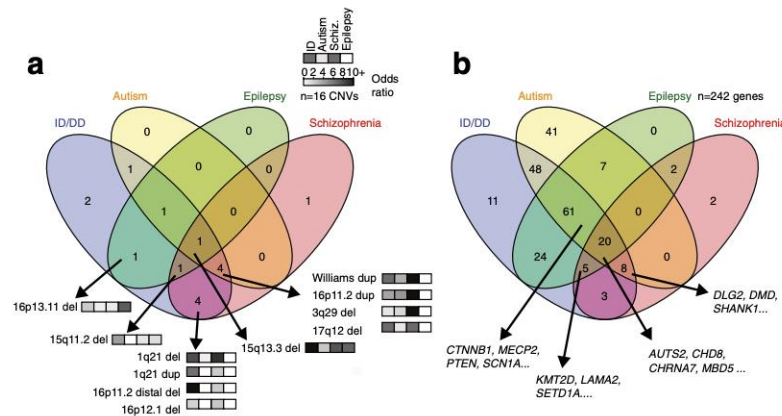 a
ID
Autism
Schiz.
Epilepsy
0 2 4 6 8 10+
Odds ratio
n=16 CNVs
ID/DD
Autism
Epilepsy
Schizophrenia
0
0
1
0
0
2
1
0
1
1
1
1
4
0
4
16p13.11 del
15q11.2 del
1q21 del
1q21 dup
16p11.2 distal del
16p12.1 del
15q13.3 del
Williams dup
16p11.2 dup
3q29 del
17q12 del
b
ID/DD
Autism
Epilepsy
n=242 genes
Schizophrenia
41
0
48
7
2
11
61
0
2
20
24
5
8
0
3
CTNNB1, MECP2,
PTEN, SCN1A...
KMT2D, LAMA2,
SETD1A....
AUTS2, CHD8,
CHRNA7, MBD5 ...
DLG2, DMD,
SHANK1...